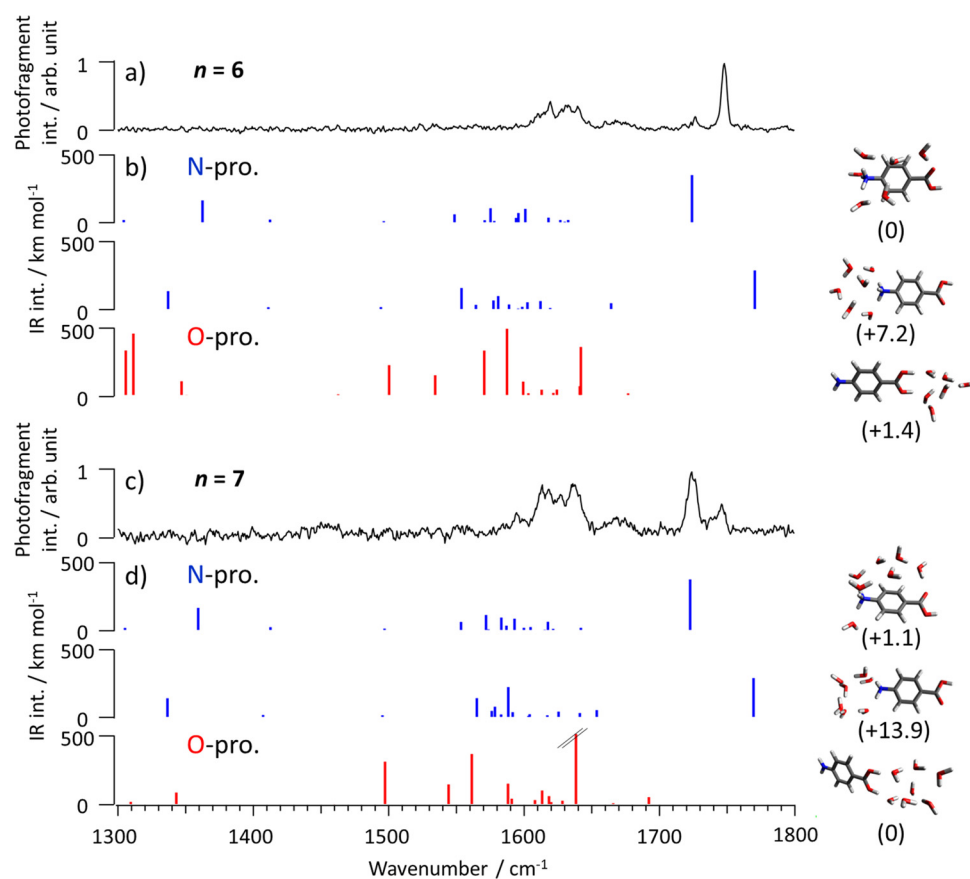 Photofragment
int. / arb. unit
1
0
a)
n = 6
b)
N-pro.
500
0
(0)
IR int. / km mol-1
500
0
(+7.2)
O-pro.
500
0
(+1.4)
Photofragment
int. / arb. unit
1
0
c)
n = 7
d)
N-pro.
500
0
(+1.1)
IR int. / km mol-1
500
0
(+13.9)
O-pro.
500
0
(0)
1300 1400 1500 1600 1700 1800
Wavenumber / cm-1